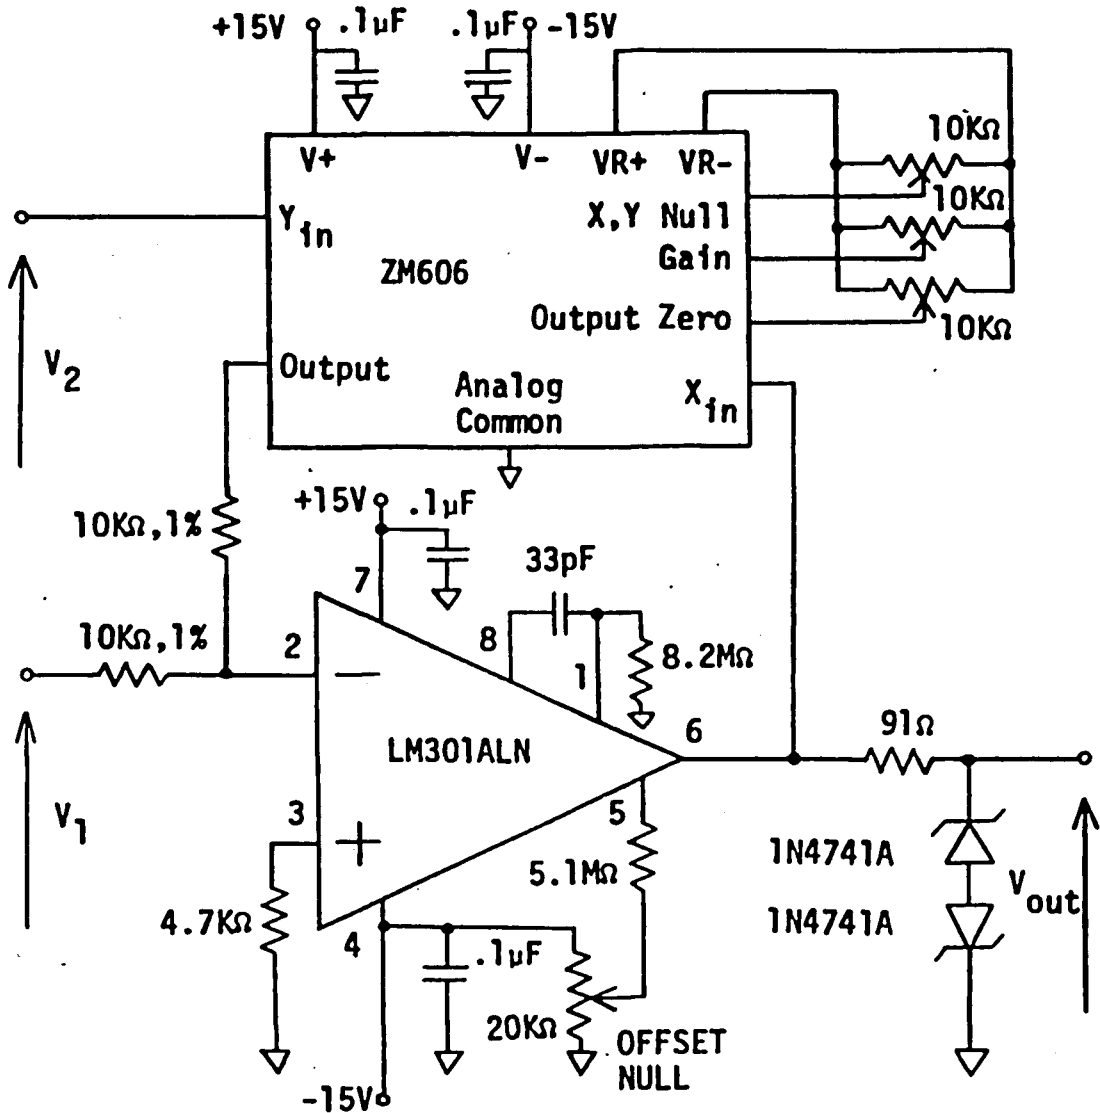 +15V .1µF .1µF -15V
10KΩ
V+ V- VR+ VR-
10KΩ
Yin X,Y Null
Gain
ZM606
Output Zero 10KΩ
V2
Output
Analog
Common
Xin
+15V .1µF
10KΩ,1%
33pF
7
10KΩ,1%
2 8 1 8.2MΩ
−
6 91Ω
LM301ALN
V1 3 5
+
5.1MΩ 1N4741A
Vout
4.7KΩ 1N4741A
4 .1µF
20KΩ OFFSET
NULL
-15V